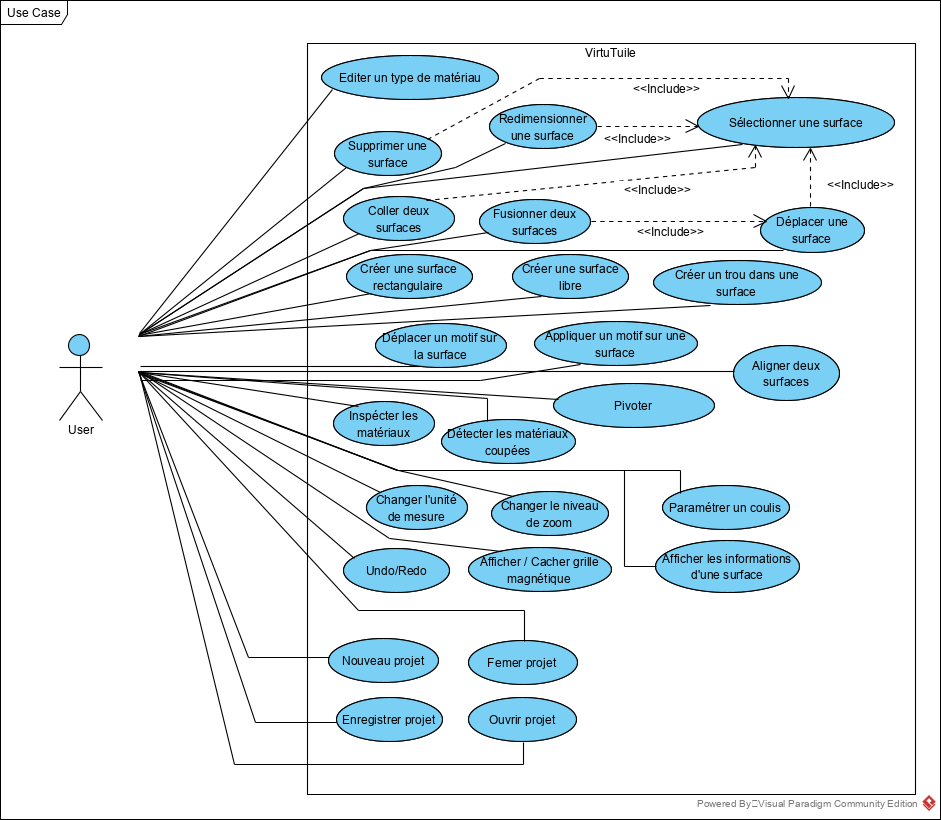 Use Case
VirtuTuile
Editer un type de matériau
<<Include>>
Redimensionner
une surface
Sélectionner une surface
<<Include>>
Supprimer une
surface
<<Include>>
<<Include>>
Coller deux
surfaces
Fusionner deux
surfaces
Déplacer une
surface
<<Include>>
Créer une surface
rectangulaire
Créer une surface
libre
Créer un trou dans une
surface
Déplacer un motif sur
la surface
Appliquer un motif sur une
surface
Aligner deux
surfaces
Pivoter
User
Inspécter les
matériaux
Détecter les matériaux
coupées
Changer l'unité
de mesure
Changer le niveau
de zoom
Paramétrer un coulis
Undo/Redo
Afficher / Cacher grille
magnétique
Afficher les informations
d'une surface
Nouveau projet
Femer projet
Enregistrer projet
Ouvrir projet
Powered By Visual Paradigm Community Edition